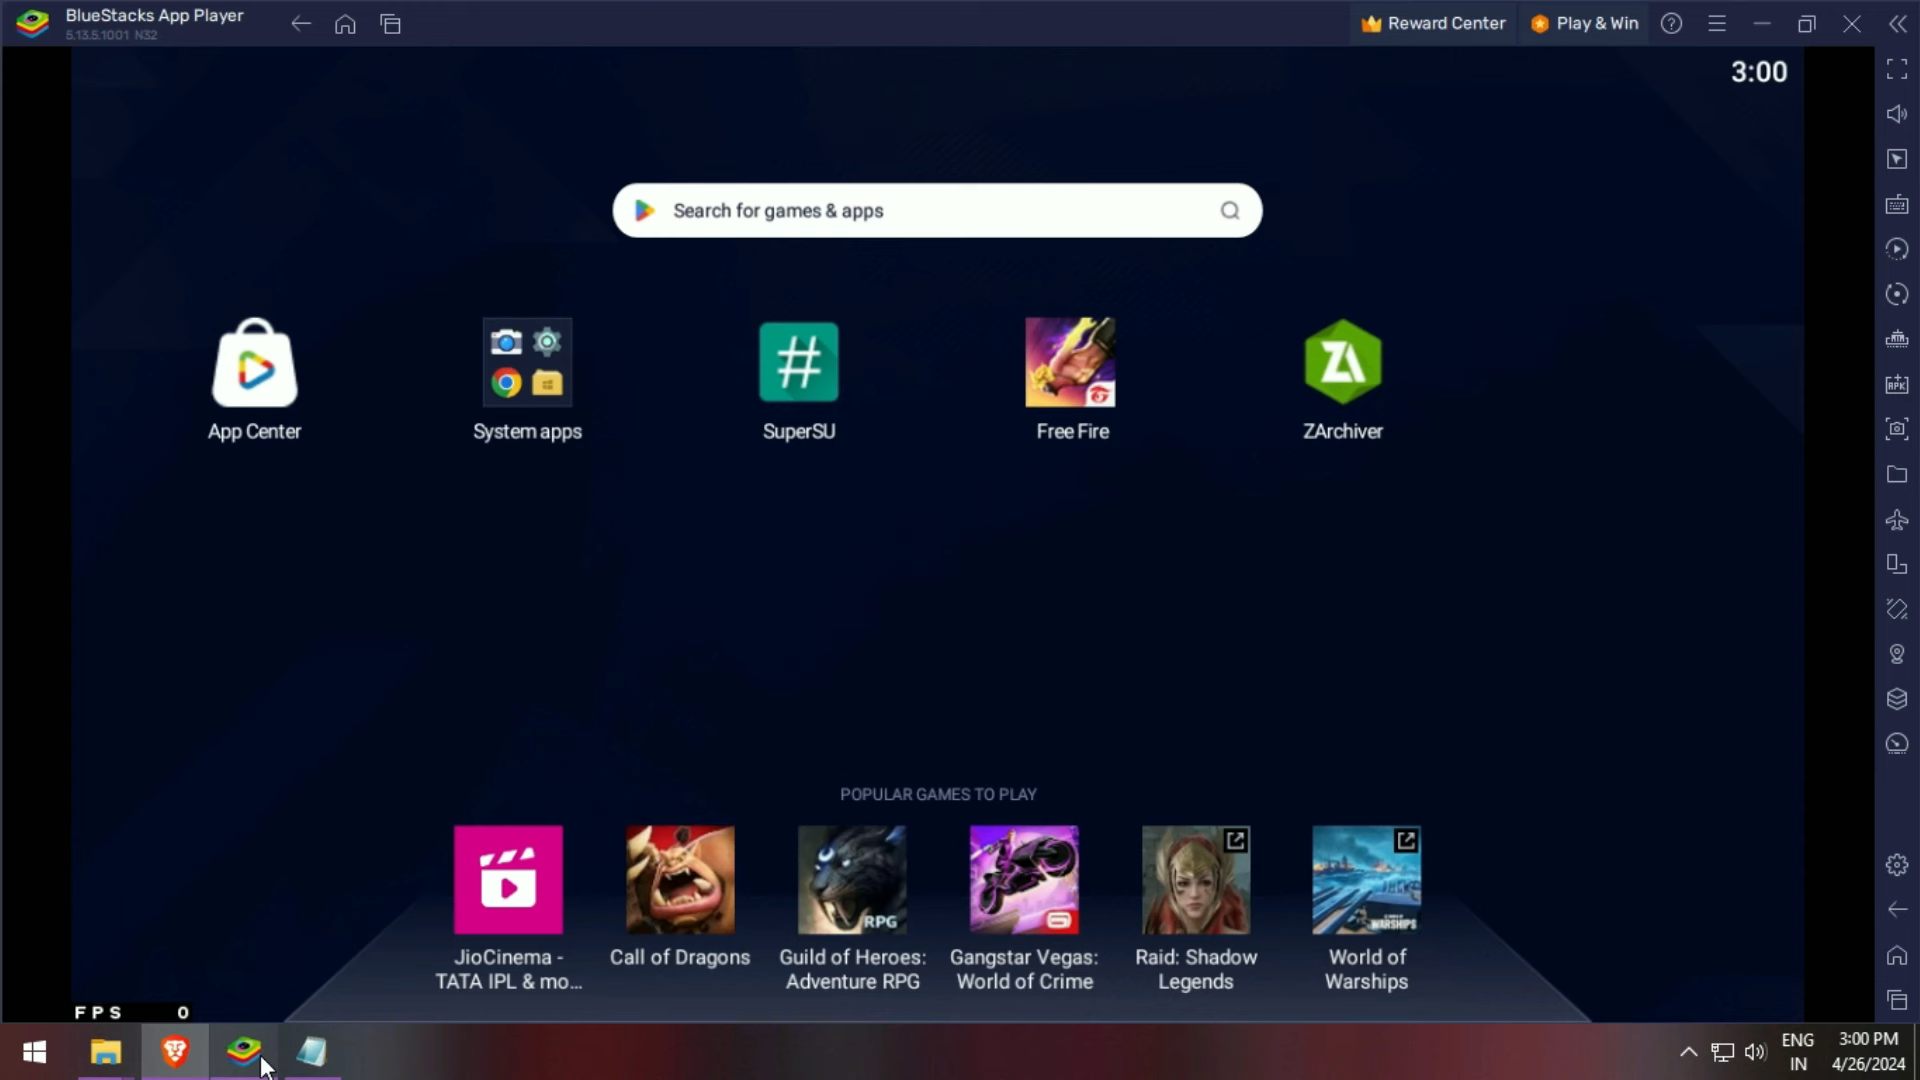 BlueStacks App Player
5.13.5.1001 N32
Reward Center
Play & Win
3:00
Search for games & apps
App Center
System apps
SuperSU
Free Fire
ZArchiver
POPULAR GAMES TO PLAY
RPG
WARSHIPS
JioCinema -
TATA IPL & mo...
Call of Dragons
Guild of Heroes:
Adventure RPG
Gangstar Vegas:
World of Crime
Raid: Shadow
Legends
World of
Warships
FPS 0
ENG
IN
3:00 PM
4/26/2024